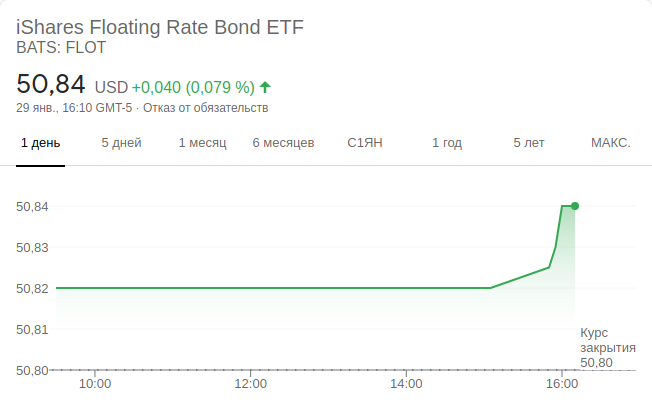 iShares Floating Rate Bond ETF
BATS: FLOT
50,84 USD +0,040 (0,079 %)
29 янв., 16:10 GMT-5 · Отказ от обязательств
1 день 5 дней 1 месяц 6 месяцев С1ЯН 1 год 5 лет МАКС.
50,84
50,83
50,82
50,81
Курс
закрытия
50,80
50,80
10:00 12:00 14:00 16:00